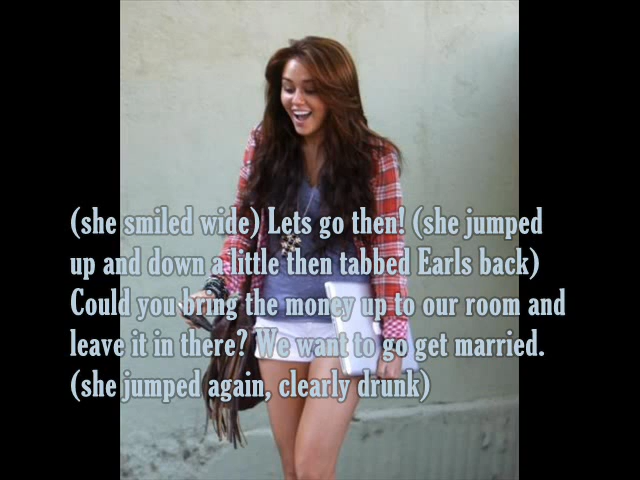 (she smiled wide) Lets go then! (she jumped
up and down a little then tabbed Earls back)
Could you bring the money up to our room and
leave it in there? We want to go get married.
(she jumped again, clearly drunk)